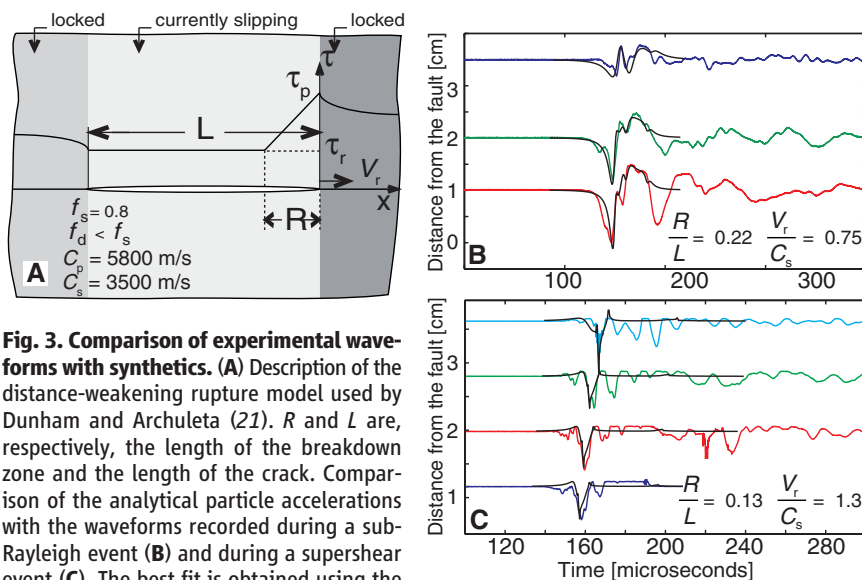 locked
currently slipping
locked
τ
τp
L
τr
Vr
x
R
fs= 0.8
fd < fs
Cp = 5800 m/s
Cs = 3500 m/s
A
Distance from the fault [cm]
3
2
1
0
R/L = 0.22 Vr/Cs = 0.75
B
100 200 300
Distance from the fault [cm]
3
2
1
R/L = 0.13 Vr/Cs = 1.3
C
120 160 200 240 280
Time [microseconds]
Fig. 3. Comparison of experimental wave-
forms with synthetics. (A) Description of the
distance-weakening rupture model used by
Dunham and Archuleta (21). R and L are,
respectively, the length of the breakdown
zone and the length of the crack. Compar-
ison of the analytical particle accelerations
with the waveforms recorded during a sub-
Rayleigh event (B) and during a supershear
event (C). The best fit is obtained using the